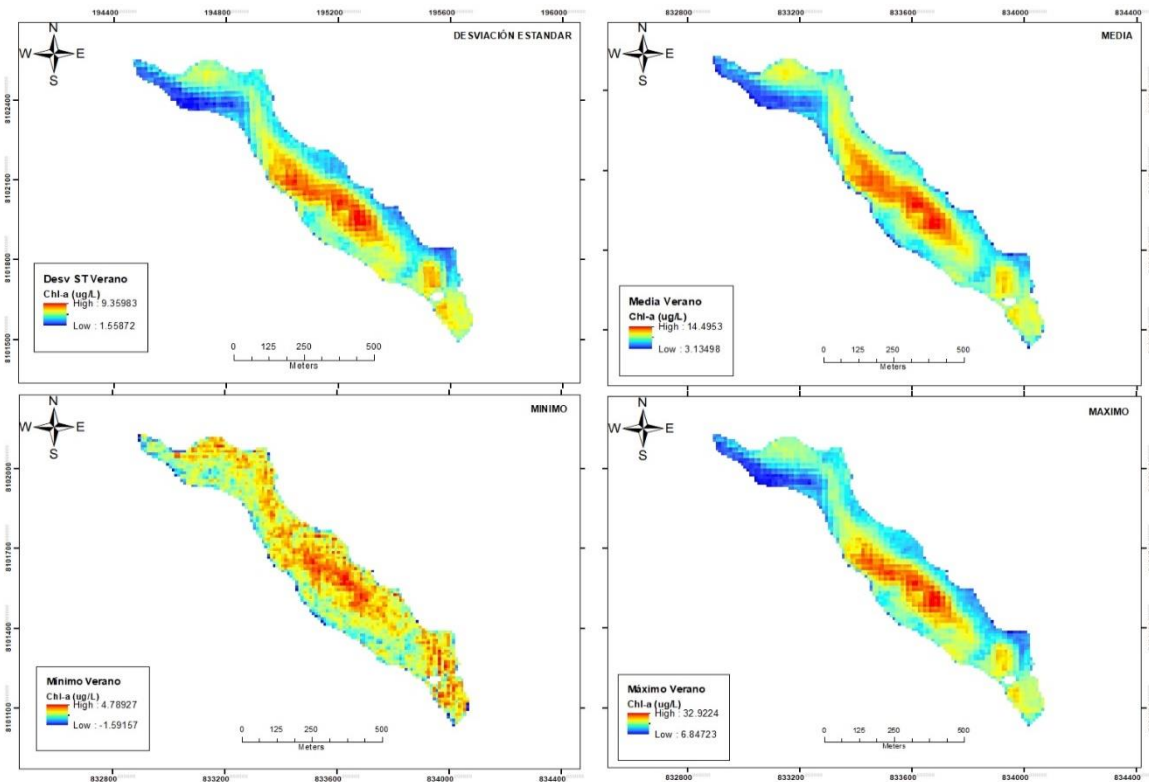 194400 194800 195200 195600 196000
832800 833200 833600 834000 834400
N
W E
S
DESVIACIÓN ESTANDAR
8102400
8102100
8101800
8101500
Desv ST Verano
Chl-a (ug/L)
High : 9.35983
Low : 1.55872
0 125 250 500
Meters
N
W E
S
MEDIA
Media Verano
Chl-a (ug/L)
High : 14.4953
Low : 3.13498
0 125 250 500
Meters
N
W E
S
MINIMO
8102000
8101700
8101400
8101100
Mínimo Verano
Chl-a (ug/L)
High : 4.78927
Low : -1.59157
0 125 250 500
Meters
832800 833200 833600 834000 834400
N
W E
S
MAXIMO
Máximo Verano
Chl-a (ug/L)
High : 32.9224
Low : 6.84723
0 125 250 500
Meters
832800 833200 833600 834000 834400